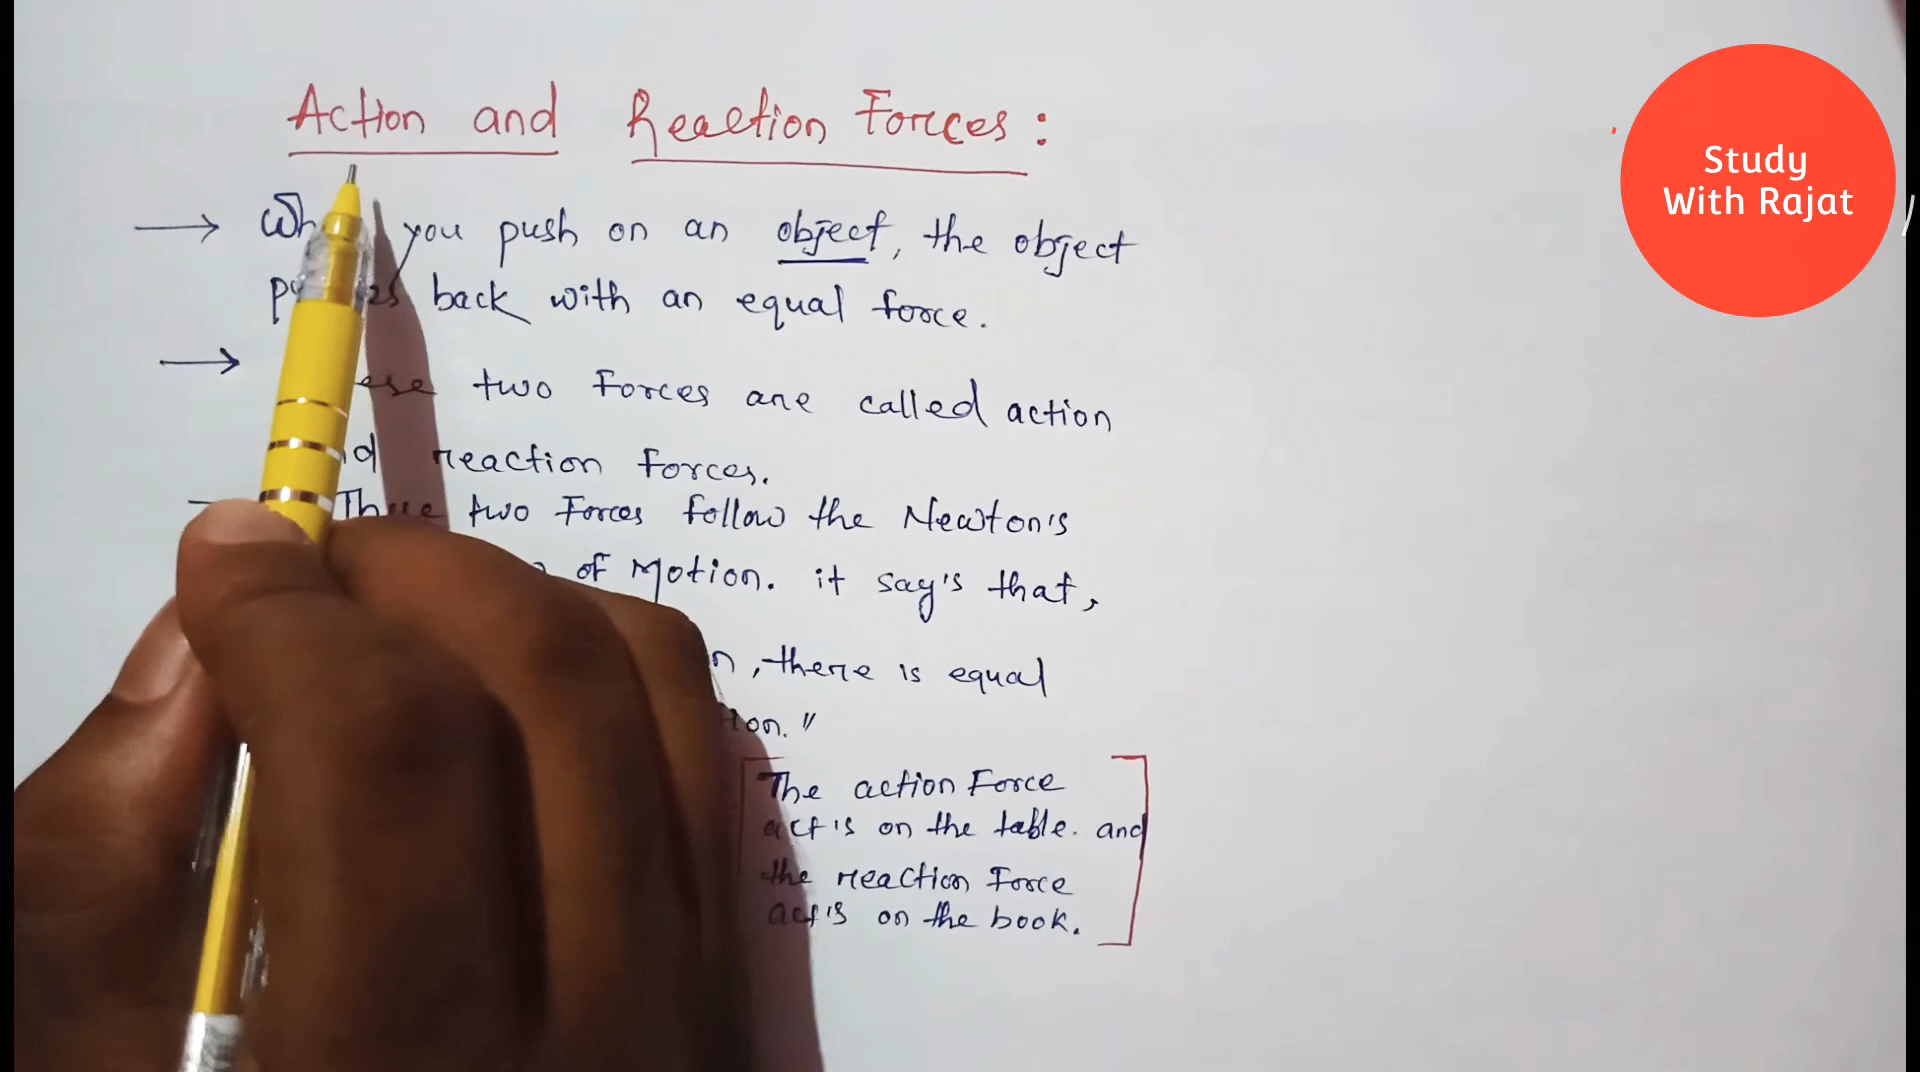 Action and Reaction Forces:
Study
With Rajat
you push on an object, the object
back with an equal force.
two Forces are called action
reaction Forces.
These two Forces follow the Newton's
of Motion. it say's that,
, there is equal
"
The action Force
act's on the table. and
the reaction Force
act's on the book.